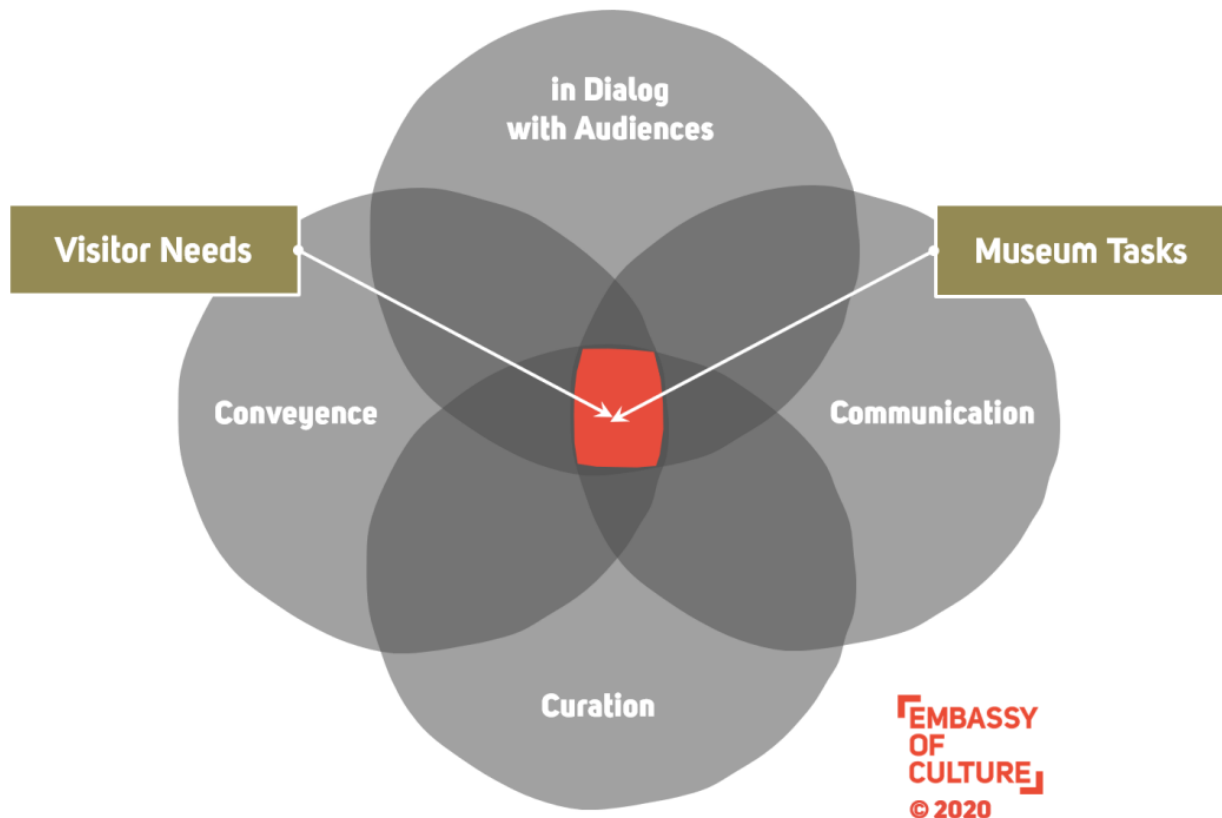 in Dialog
with Audiences
Visitor Needs
Museum Tasks
Conveyence
Communication
Curation
EMBASSY
OF
CULTURE
© 2020